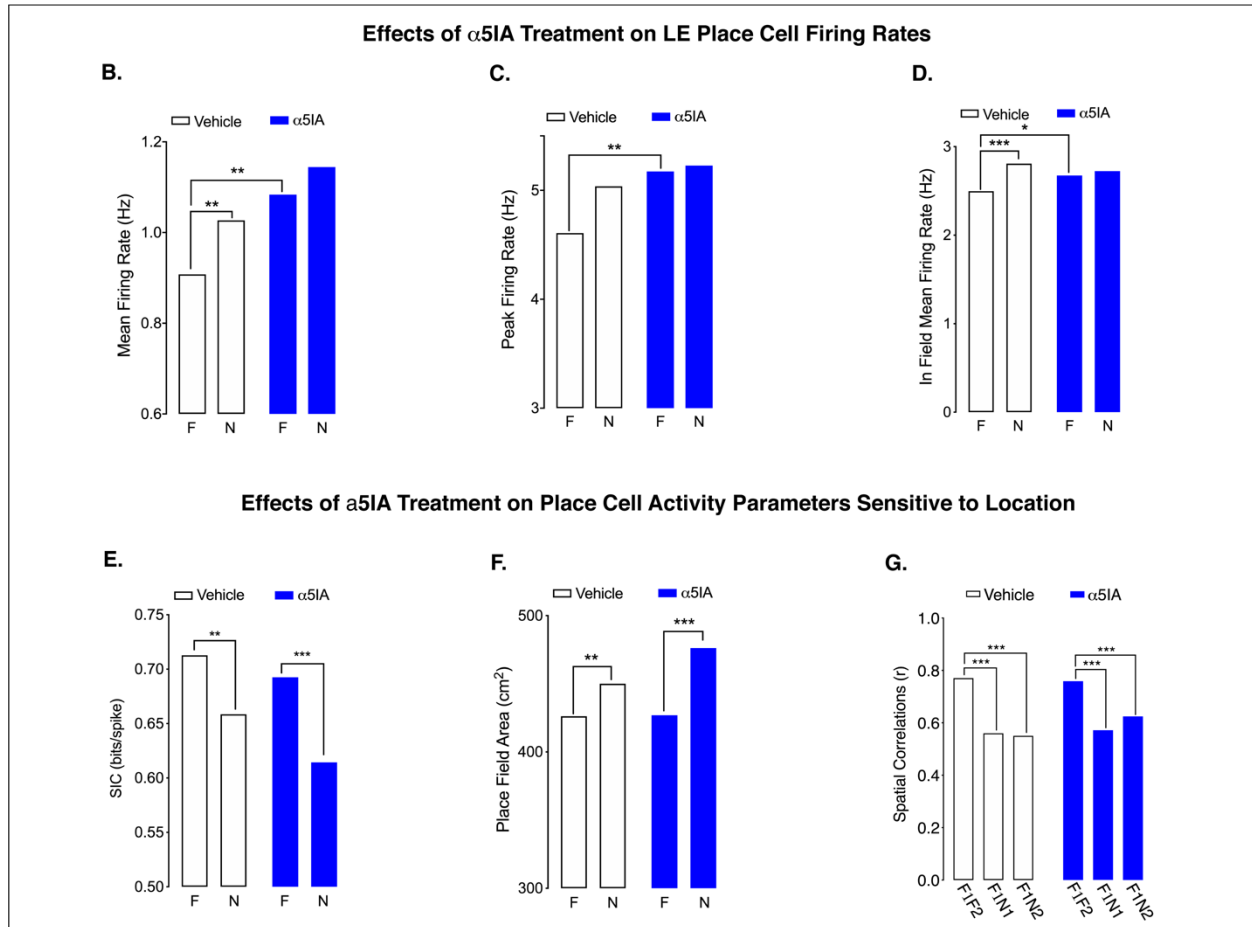 Effects of α5IA Treatment on LE Place Cell Firing Rates
B.
Vehicle α5IA
Mean Firing Rate (Hz)
1.2
1.0
0.8
0.6
**
**
F N F N
C.
Vehicle α5IA
Peak Firing Rate (Hz)
5
4
3
**
F N F N
D.
Vehicle α5IA
In Field Mean Firing Rate (Hz)
3
2
1
0
*
***
F N F N
Effects of a5IA Treatment on Place Cell Activity Parameters Sensitive to Location
E.
Vehicle α5IA
SIC (bits/spike)
0.75
0.70
0.65
0.60
0.55
0.50
**
***
F N F N
F.
Vehicle α5IA
Place Field Area (cm²)
500
400
300
**
***
F N F N
G.
Vehicle α5IA
Spatial Correlations (r)
1.0
0.8
0.6
0.4
0.2
0.0
***
***
***
***
F1F2 F1N1 F1N2 F1F2 F1N1 F1N2